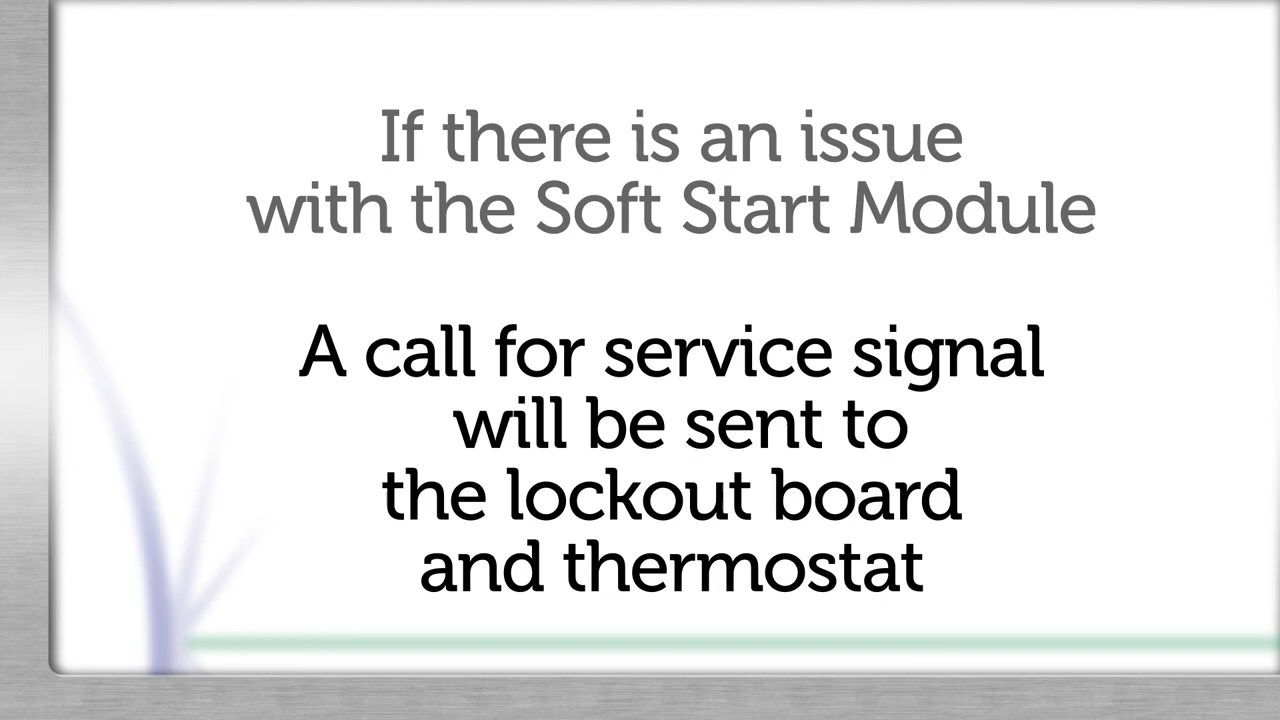 If there is an issue
with the Soft Start Module
A call for service signal
will be sent to
the lockout board
and thermostat